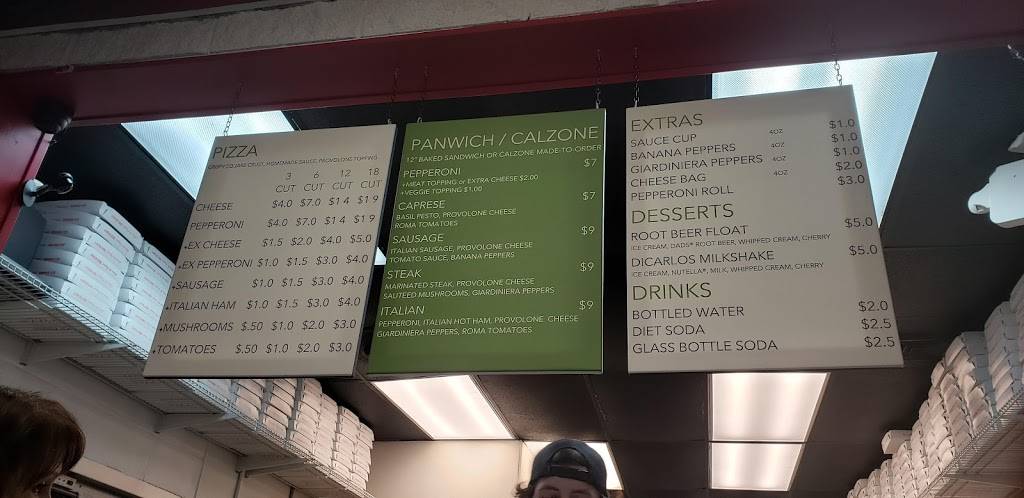 PIZZA
CRISPY SQUARE CRUST, HOMEMADE SAUCE, PROVOLONE TOPPING
3 6 12 18
CUT CUT CUT CUT
CHEESE $4.0 $7.0 $14 $19
PEPPERONI $4.0 $7.0 $14 $19
+EX CHEESE $1.5 $2.0 $4.0 $5.0
+EX PEPPERONI $1.0 $1.5 $3.0 $4.0
+SAUSAGE $1.0 $1.5 $3.0 $4.0
+ITALIAN HAM $1.0 $1.5 $3.0 $4.0
+MUSHROOMS $.50 $1.0 $2.0 $3.0
+TOMATOES $.50 $1.0 $2.0 $3.0
PANWICH / CALZONE
12" BAKED SANDWICH OR CALZONE MADE-TO-ORDER
PEPPERONI $7
+MEAT TOPPING or EXTRA CHEESE $2.00
+VEGGIE TOPPING $1.00
CAPRESE $7
BASIL PESTO, PROVOLONE CHEESE
ROMA TOMATOES
SAUSAGE $9
ITALIAN SAUSAGE, PROVOLONE CHEESE
TOMATO SAUCE, BANANA PEPPERS
STEAK $9
MARINATED STEAK, PROVOLONE CHEESE
SAUTEED MUSHROOMS, GIARDINIERA PEPPERS
ITALIAN $9
PEPPERONI, ITALIAN HOT HAM, PROVOLONE CHEESE
GIARDINIERA PEPPERS, ROMA TOMATOES
EXTRAS
SAUCE CUP 4OZ $1.0
BANANA PEPPERS 4OZ $1.0
GIARDINIERA PEPPERS 4OZ $1.0
CHEESE BAG 4OZ $2.0
PEPPERONI ROLL $3.0
DESSERTS
ROOT BEER FLOAT $5.0
ICE CREAM, DADS® ROOT BEER, WHIPPED CREAM, CHERRY
DICARLOS MILKSHAKE $5.0
ICE CREAM, NUTELLA®, MILK, WHIPPED CREAM, CHERRY
DRINKS
BOTTLED WATER $2.0
DIET SODA $2.5
GLASS BOTTLE SODA $2.5